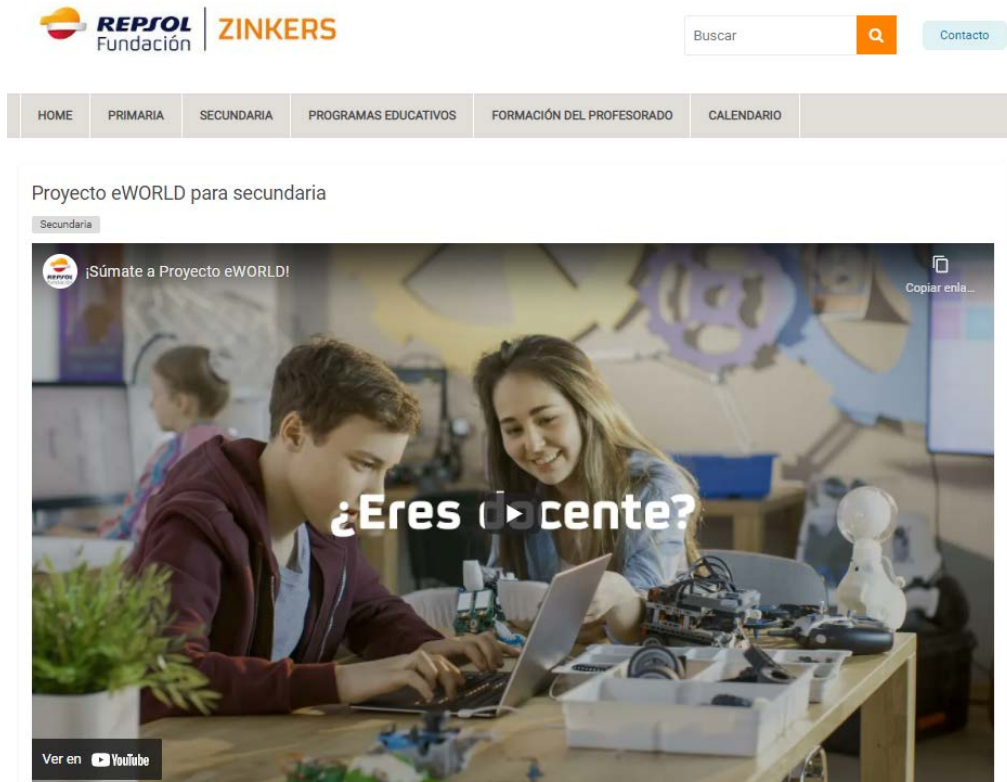 REPSOL
Fundación
ZINKERS
Buscar
Contacto
HOME PRIMARIA SECUNDARIA PROGRAMAS EDUCATIVOS FORMACIÓN DEL PROFESORADO CALENDARIO
Proyecto eWORLD para secundaria
Secundaria
¡Súmate a Proyecto eWORLD!
Copiar enla...
¿Eres docente?
Ver en YouTube